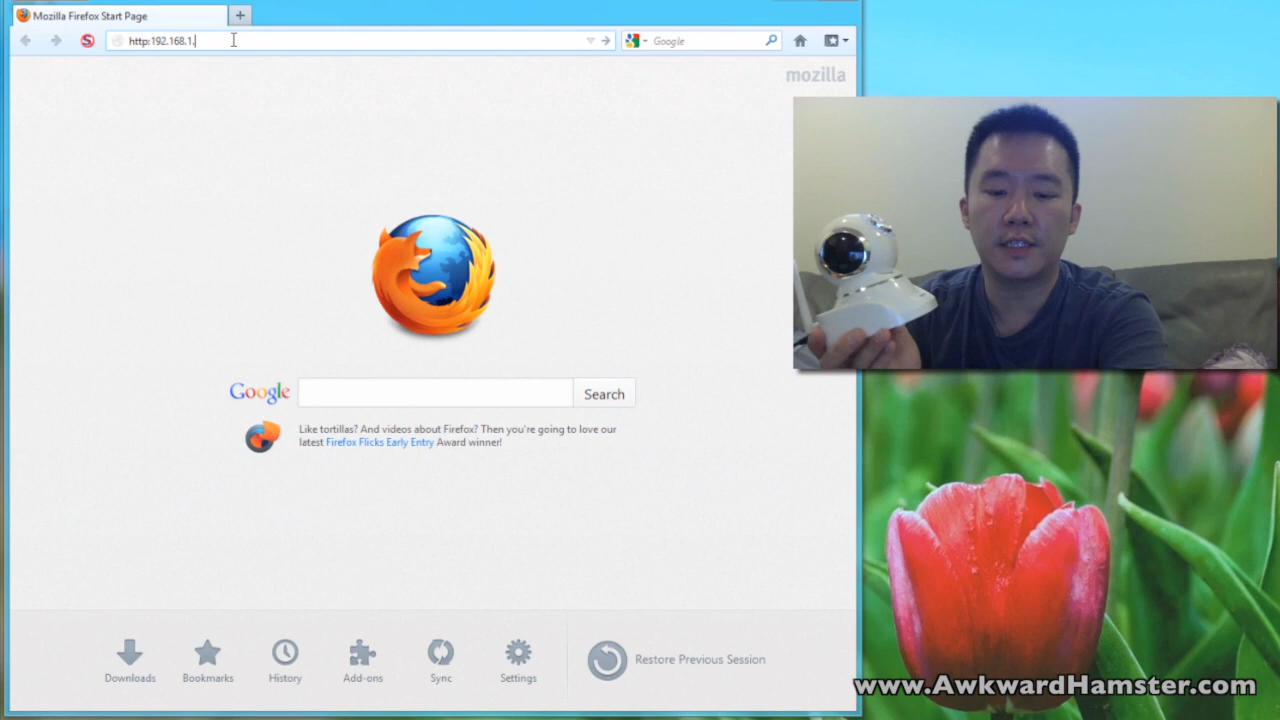 Mozilla Firefox Start Page
http:192.168.1.
Google
mozilla
Google
Search
Like tortillas? And videos about Firefox? Then you're going to love our
latest Firefox Flicks Early Entry Award winner!
Downloads
Bookmarks
History
Add-ons
Sync
Settings
Restore Previous Session
www.AwkwardHamster.com